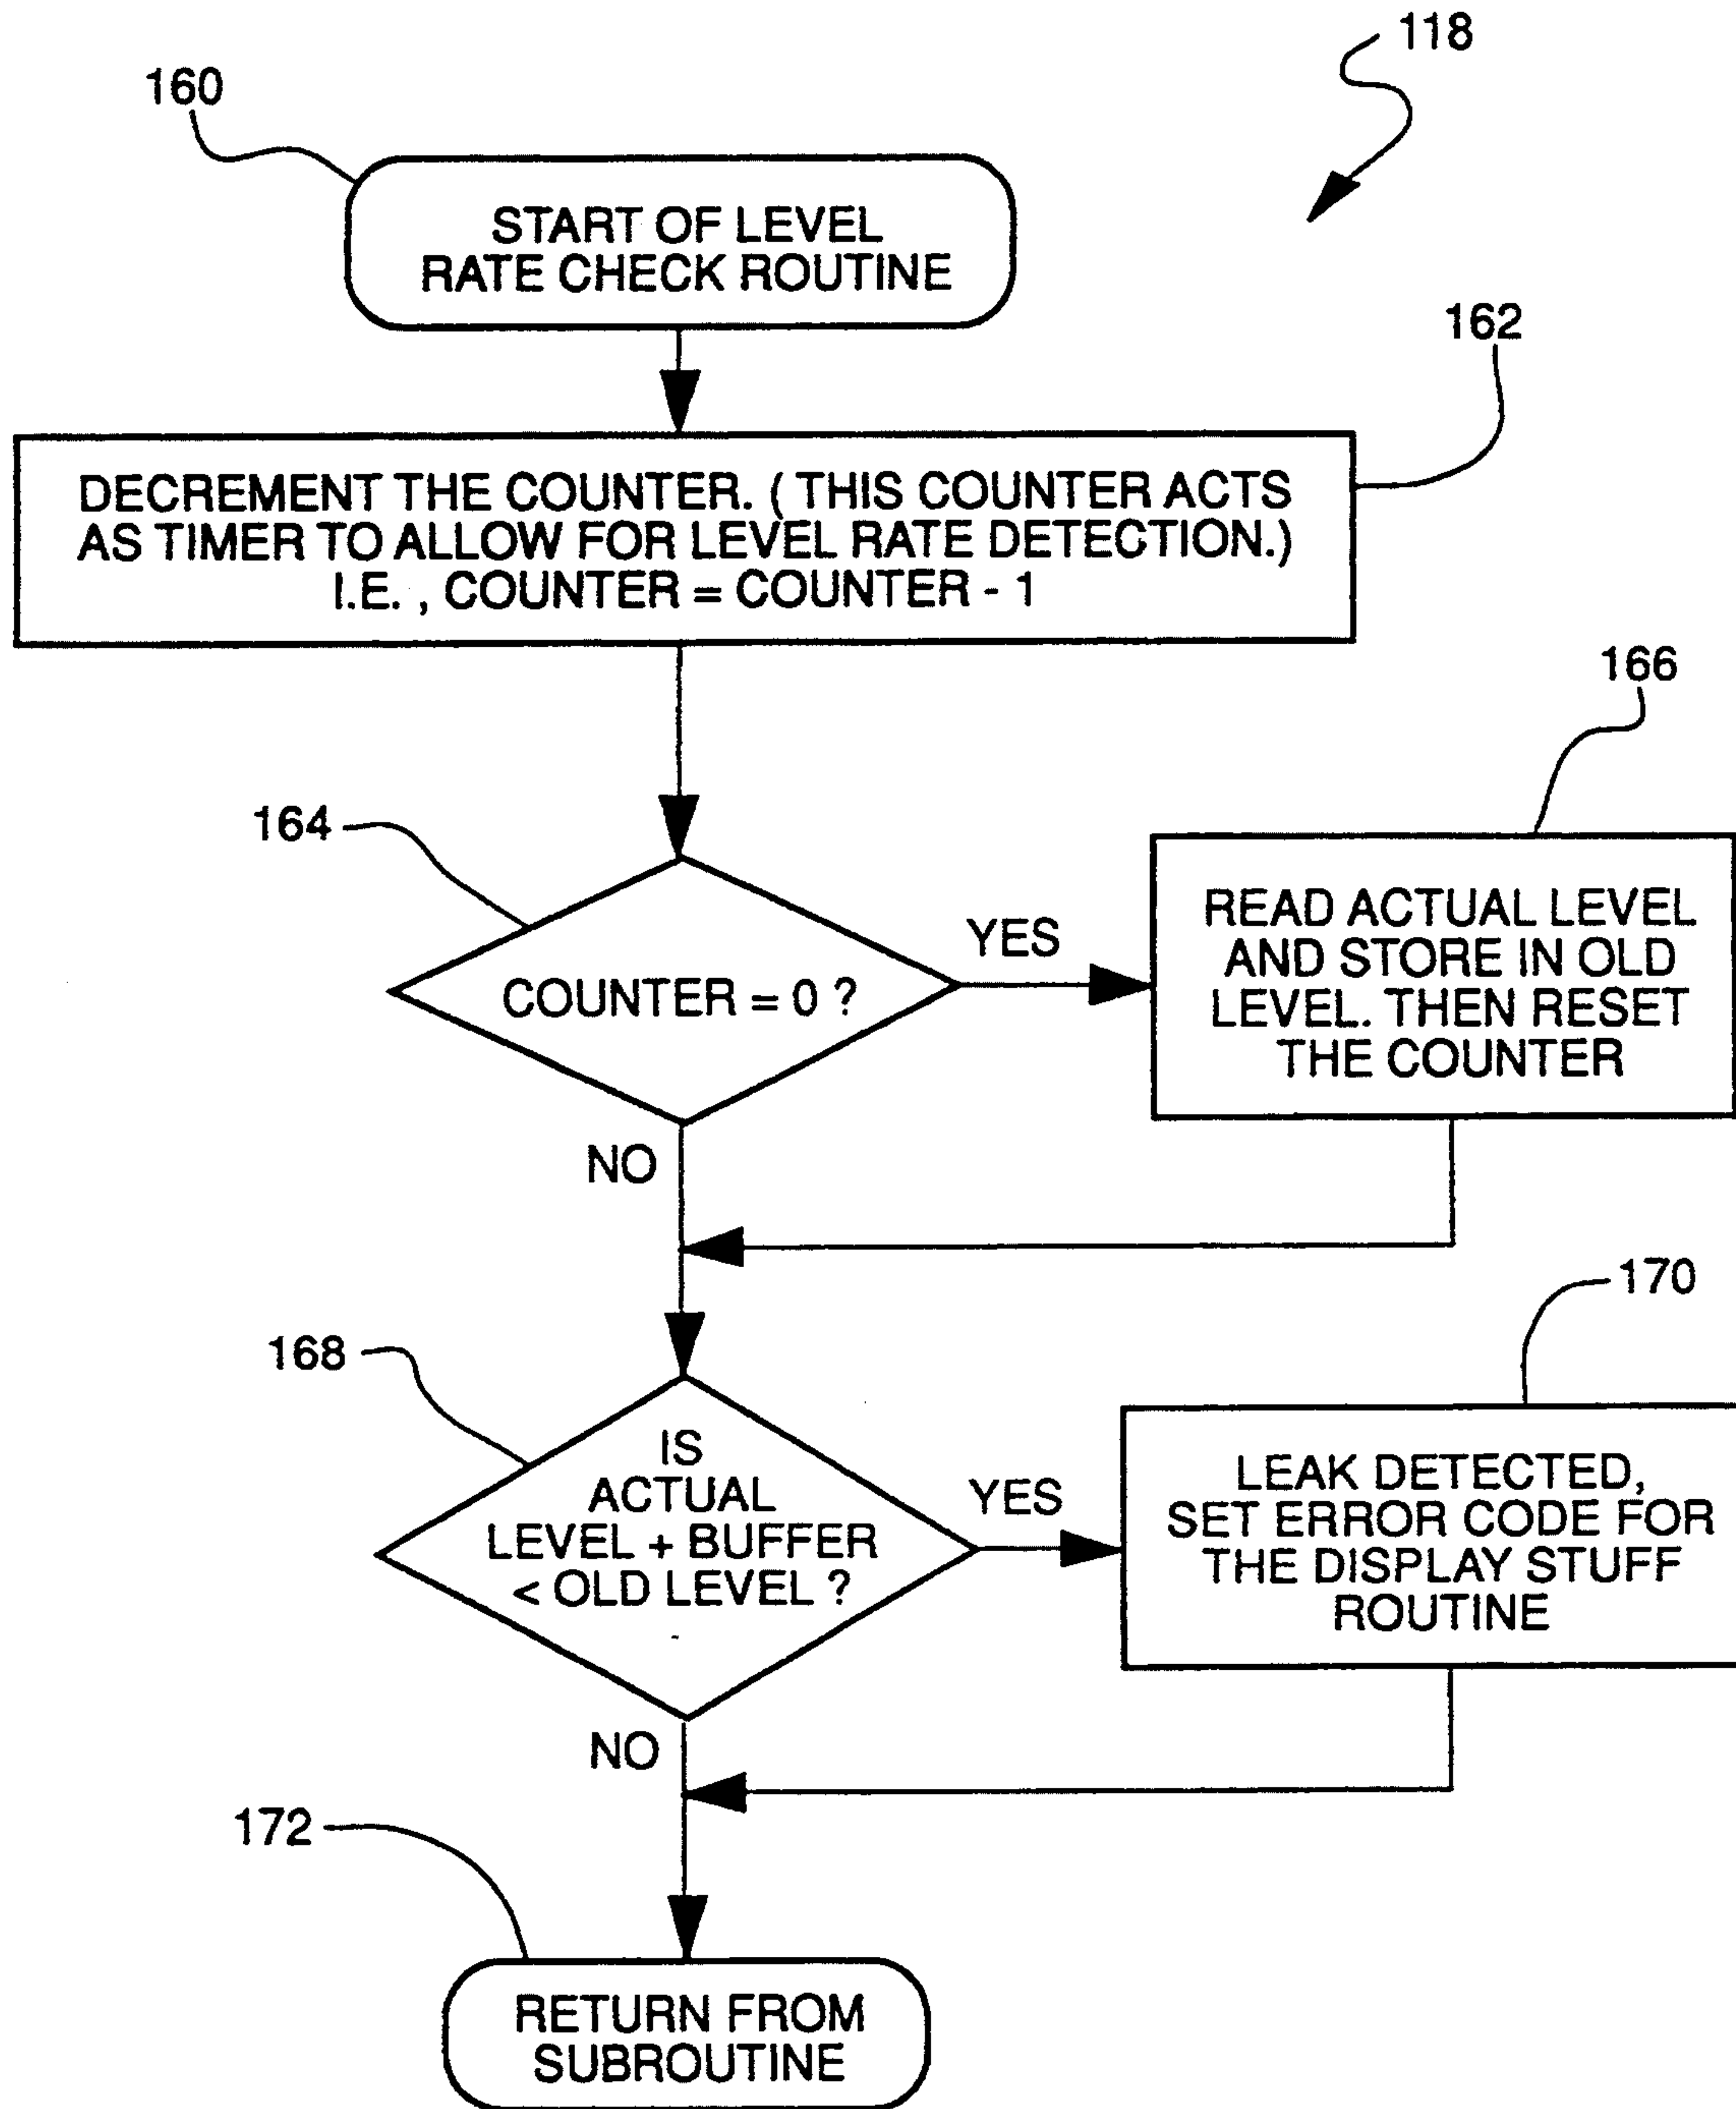 118
160
START OF LEVEL
RATE CHECK ROUTINE
162
DECREMENT THE COUNTER. ( THIS COUNTER ACTS
AS TIMER TO ALLOW FOR LEVEL RATE DETECTION.)
I.E. , COUNTER = COUNTER - 1
166
164
YES
READ ACTUAL LEVEL
AND STORE IN OLD
LEVEL. THEN RESET
THE COUNTER
COUNTER = 0 ?
NO
170
168
IS
ACTUAL
LEVEL + BUFFER
< OLD LEVEL ?
YES
LEAK DETECTED,
SET ERROR CODE FOR
THE DISPLAY STUFF
ROUTINE
NO
172
RETURN FROM
SUBROUTINE